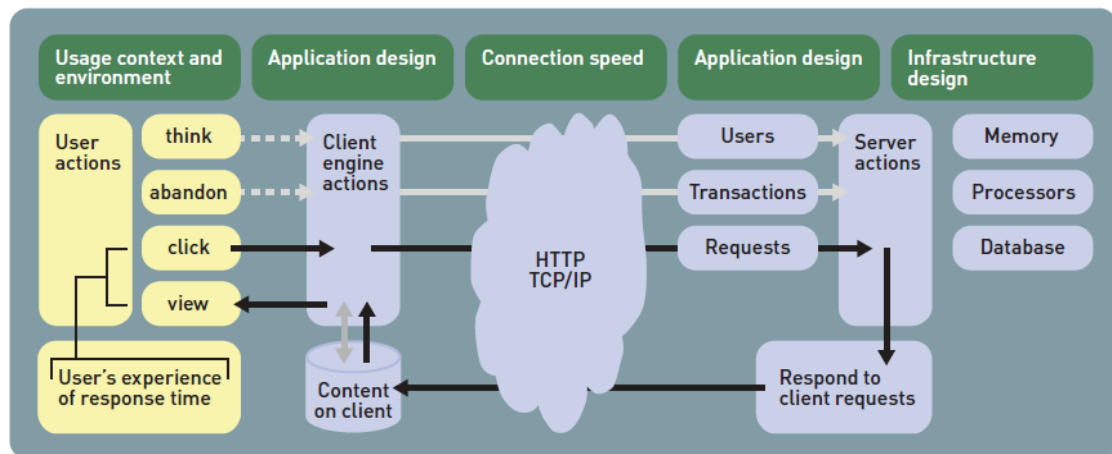 Usage context and
environment
Application design
Connection speed
Application design
Infrastructure
design
User
actions
think
abandon
click
view
Client
engine
actions
HTTP
TCP/IP
Users
Transactions
Requests
Server
actions
Memory
Processors
Database
User's experience
of response time
Content
on client
Respond to
client requests